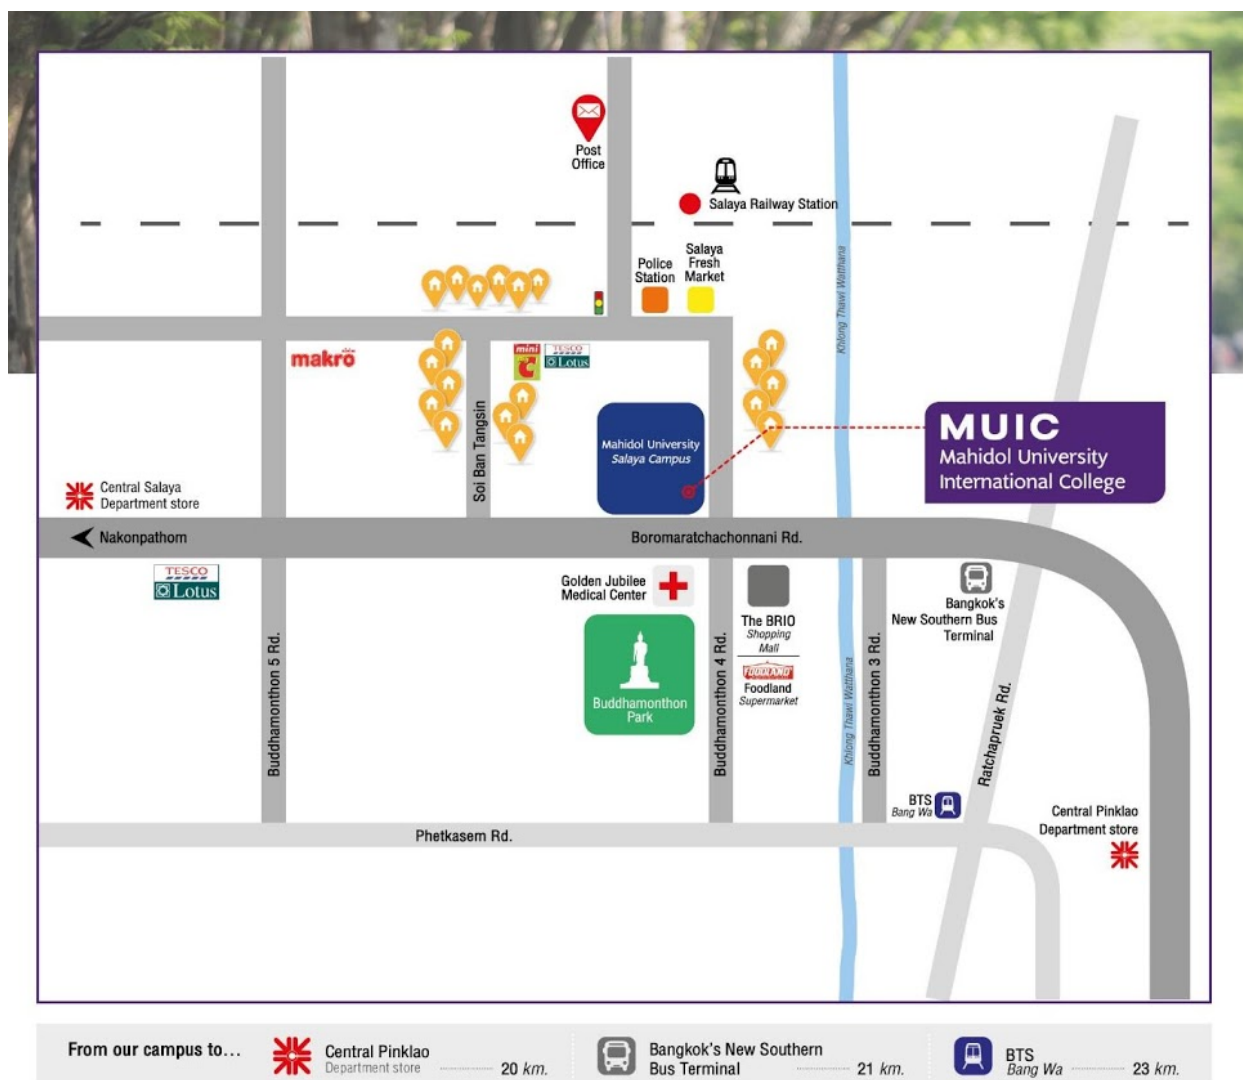 Post
Office
Salaya Railway Station
Police
Station
Salaya
Fresh
Market
Khlong Thawi Watthana
makro
mini
C
TESCO
Lotus
Soi Ban Tangsin
Mahidol University
Salaya Campus
MUIC
Mahidol University
International College
Central Salaya
Department store
Nakonpathom
Boromaratchachonnani Rd.
TESCO
Lotus
Golden Jubilee
Medical Center
The BRIO
Shopping
Mall
FOODLAND
Foodland
Supermarket
Bangkok's
New Southern Bus
Terminal
Buddhamonthon 5 Rd.
Buddhamonthon
Park
Buddhamonthon 4 Rd.
Khlong Thawi Watthana
Buddhamonthon 3 Rd.
Ratchapruek Rd.
BTS
Bang Wa
Central Pinklao
Department store
Phetkasem Rd.
From our campus to...
Central Pinklao
Department store 20 km.
Bangkok's New Southern
Bus Terminal 21 km.
BTS
Bang Wa 23 km.